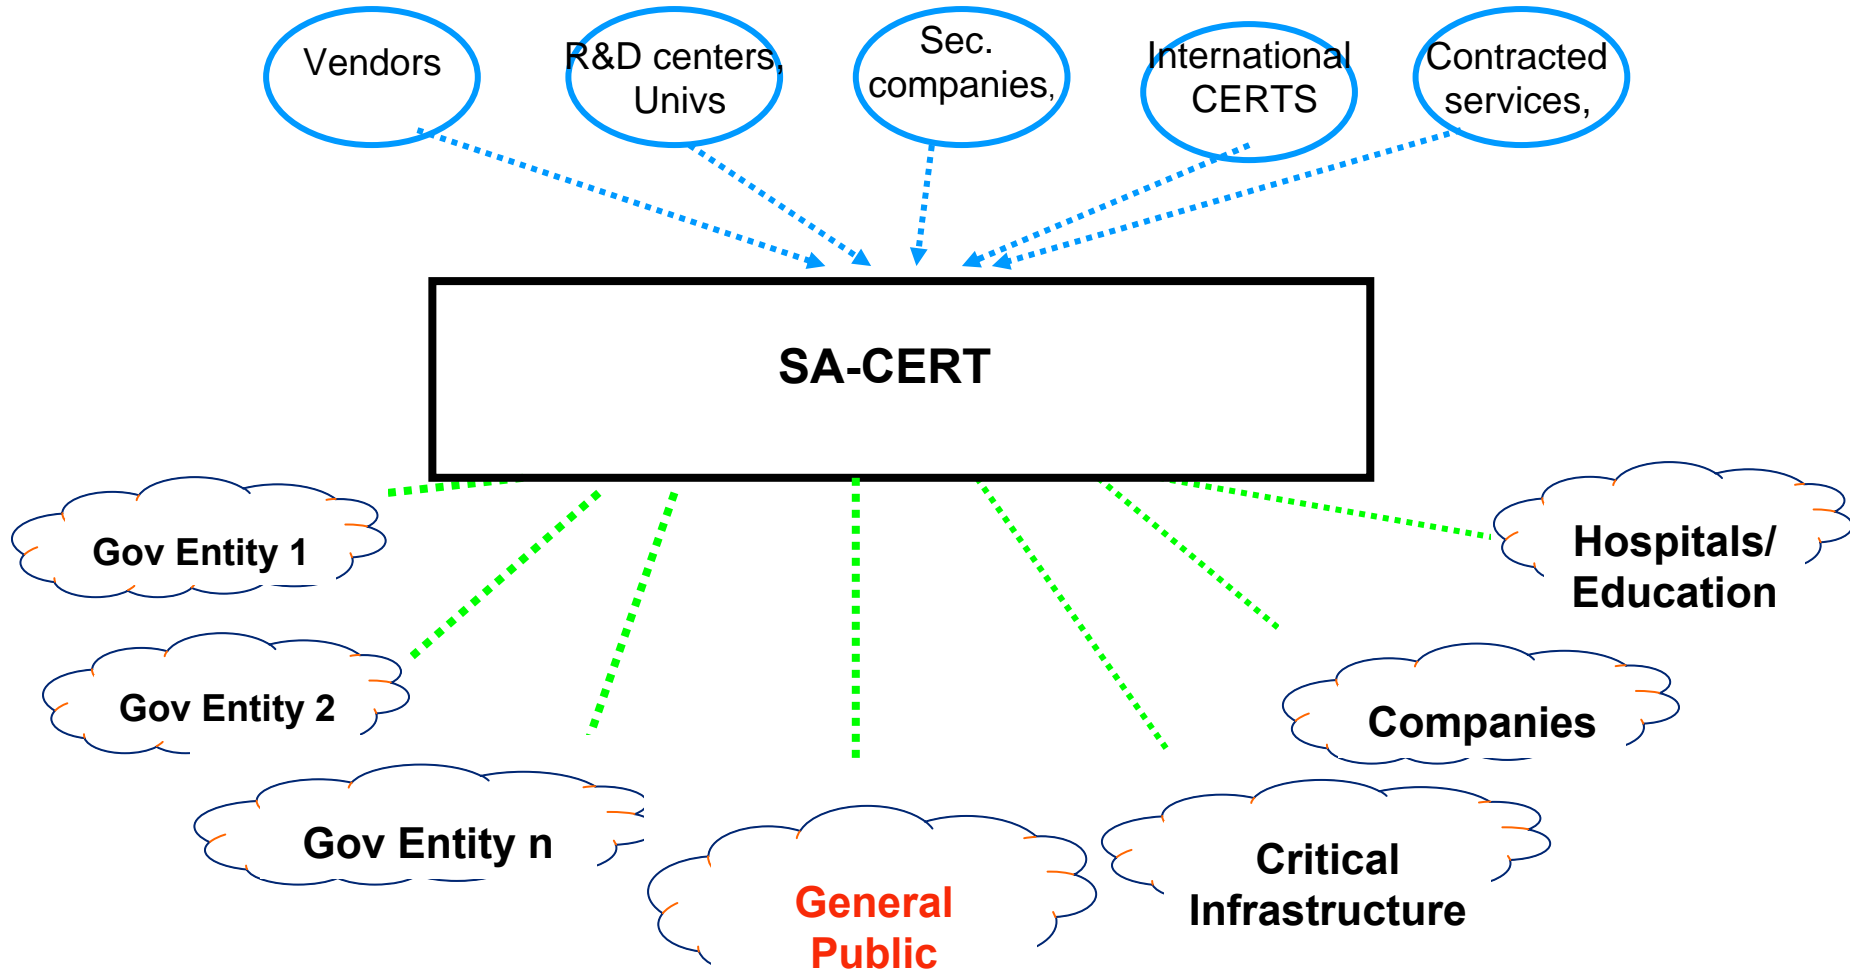 Vendors
R&D centers,
Univs
Sec.
companies,
International
CERTS
Contracted
services,
SA-CERT
Gov Entity 1
Gov Entity 2
Gov Entity n
General
Public
Critical
Infrastructure
Companies
Hospitals/
Education